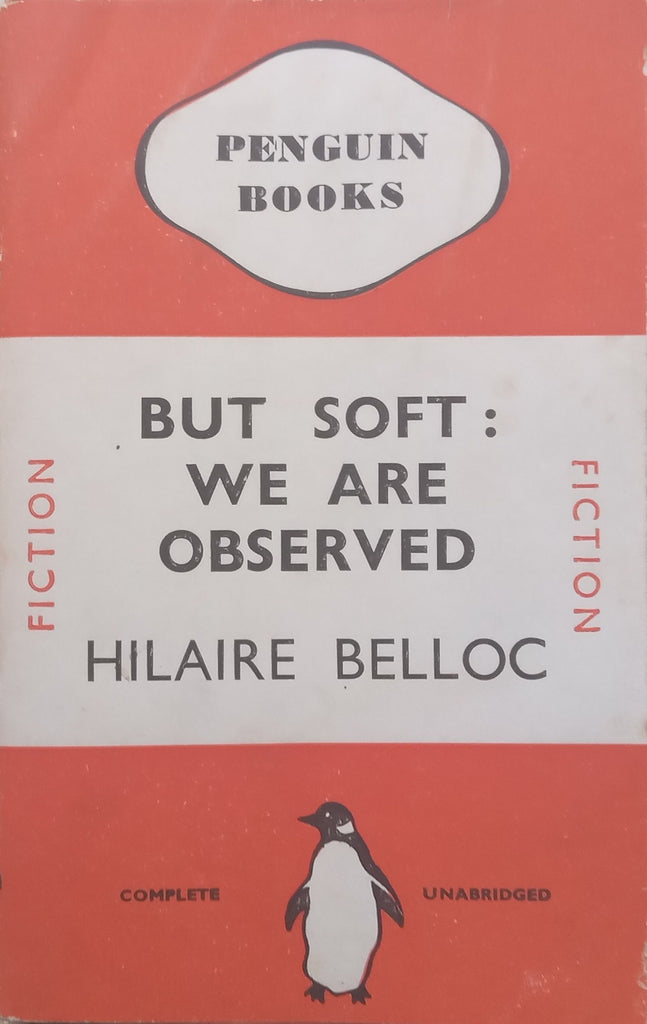 PENGUIN
BOOKS
BUT SOFT:
WE ARE
OBSERVED
FICTION
FICTION
HILAIRE BELLOC
COMPLETE
UNABRIDGED